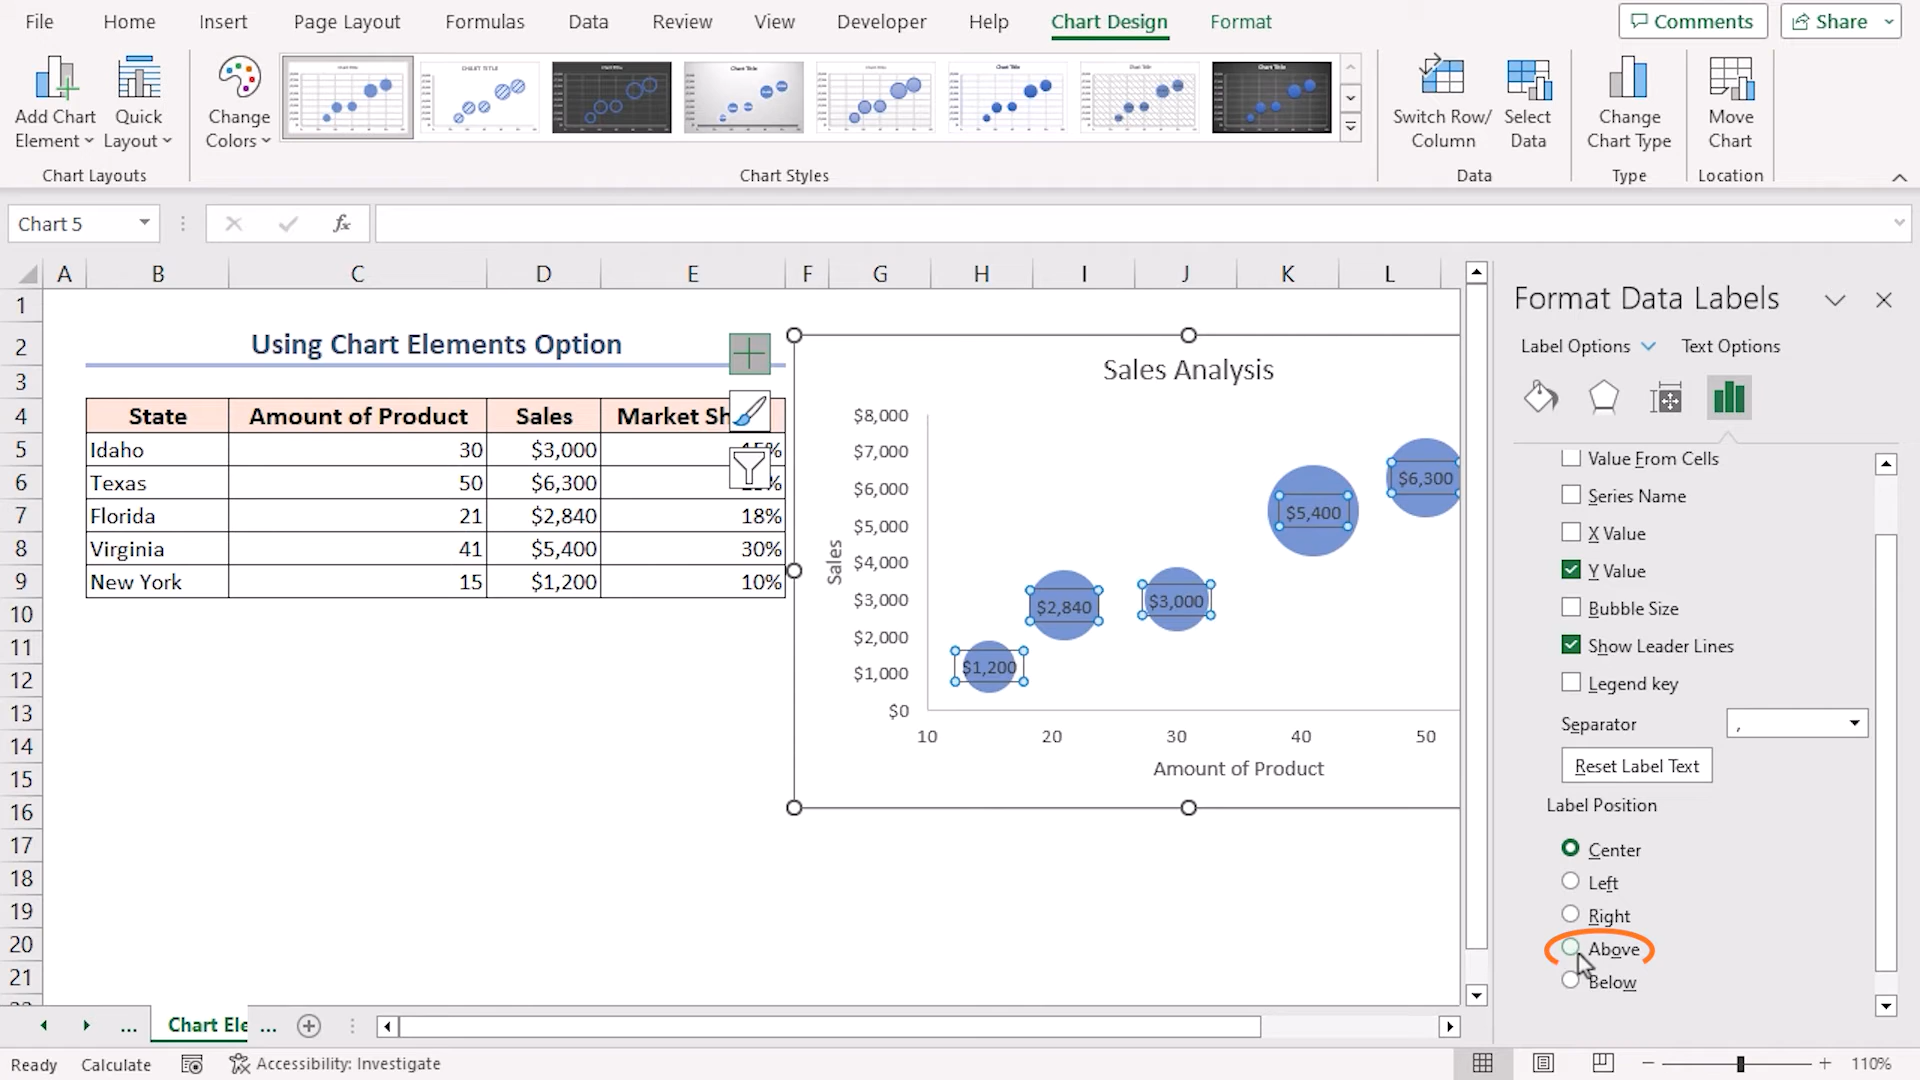 File Home Insert Page Layout Formulas Data Review View Developer Help Chart Design Format Comments Share
Add Chart Element
Quick Layout
Chart Layouts
Change Colors
Chart Styles
Switch Row/ Column
Select Data
Data
Change Chart Type
Type
Move Chart
Location
Chart 5
fx
A B C D E F G H I J K L
1
2 Using Chart Elements Option
3
4 State Amount of Product Sales Market Sh
5 Idaho 30 $3,000
6 Texas 50 $6,300
7 Florida 21 $2,840 18%
8 Virginia 41 $5,400 30%
9 New York 15 $1,200 10%
10
11
12
13
14
15
16
17
18
19
20
21
Sales Analysis
Sales
$8,000
$7,000
$6,000
$5,000
$4,000
$3,000
$2,000
$1,000
$0
$6,300
$5,400
$2,840
$3,000
$1,200
10 20 30 40 50
Amount of Product
Format Data Labels
Label Options Text Options
Value From Cells
Series Name
X Value
Y Value
Bubble Size
Show Leader Lines
Legend key
Separator ,
Reset Label Text
Label Position
Center
Left
Right
Above
Below
... Chart Ele ...
Ready Calculate Accessibility: Investigate 110%